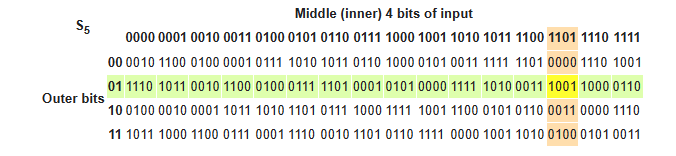 Middle (inner) 4 bits of input
S5
0000 0001 0010 0011 0100 0101 0110 0111 1000 1001 1010 1011 1100 1101 1110 1111
00 0010 1100 0100 0001 0111 1010 1011 0110 1000 0101 0011 1111 1101 0000 1110 1001
01 1110 1011 0010 1100 0100 0111 1101 0001 0101 0000 1111 1010 0011 1001 1000 0110
Outer bits
10 0100 0010 0001 1011 1010 1101 0111 1000 1111 1001 1100 0101 0110 0011 0000 1110
11 1011 1000 1100 0111 0001 1110 0010 1101 0110 1111 0000 1001 1010 0100 0101 0011